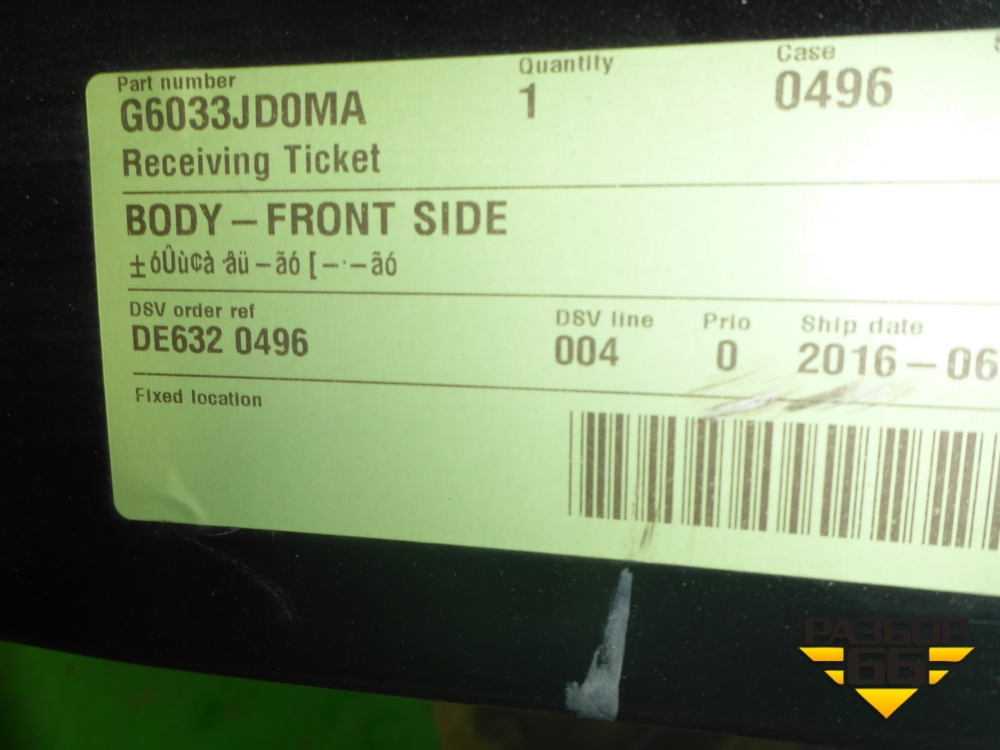 Part number Quantity Case
G6033JD0MA 1 0496
Receiving Ticket
BODY – FRONT SIDE
±óÛù¢à âü – ãó [ – · – ãó
DSV order ref DSV line Prio Ship date
DE632 0496 004 0 2016 – 06
Fixed location
РАЗБОР
66